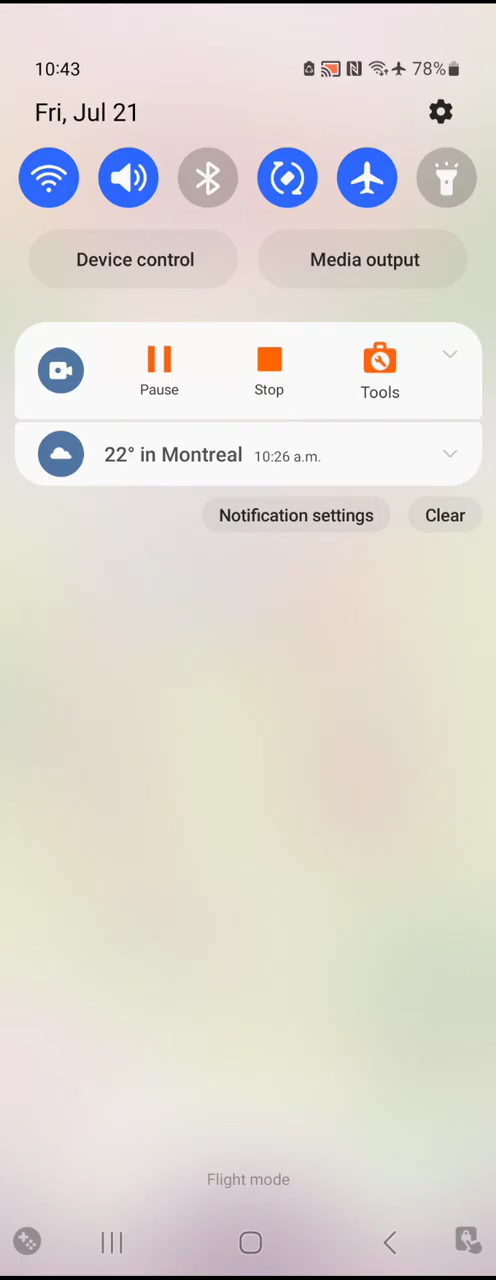 10:43 78%
Fri, Jul 21
Device control Media output
Pause Stop Tools
22° in Montreal 10:26 a.m.
Notification settings Clear
Flight mode